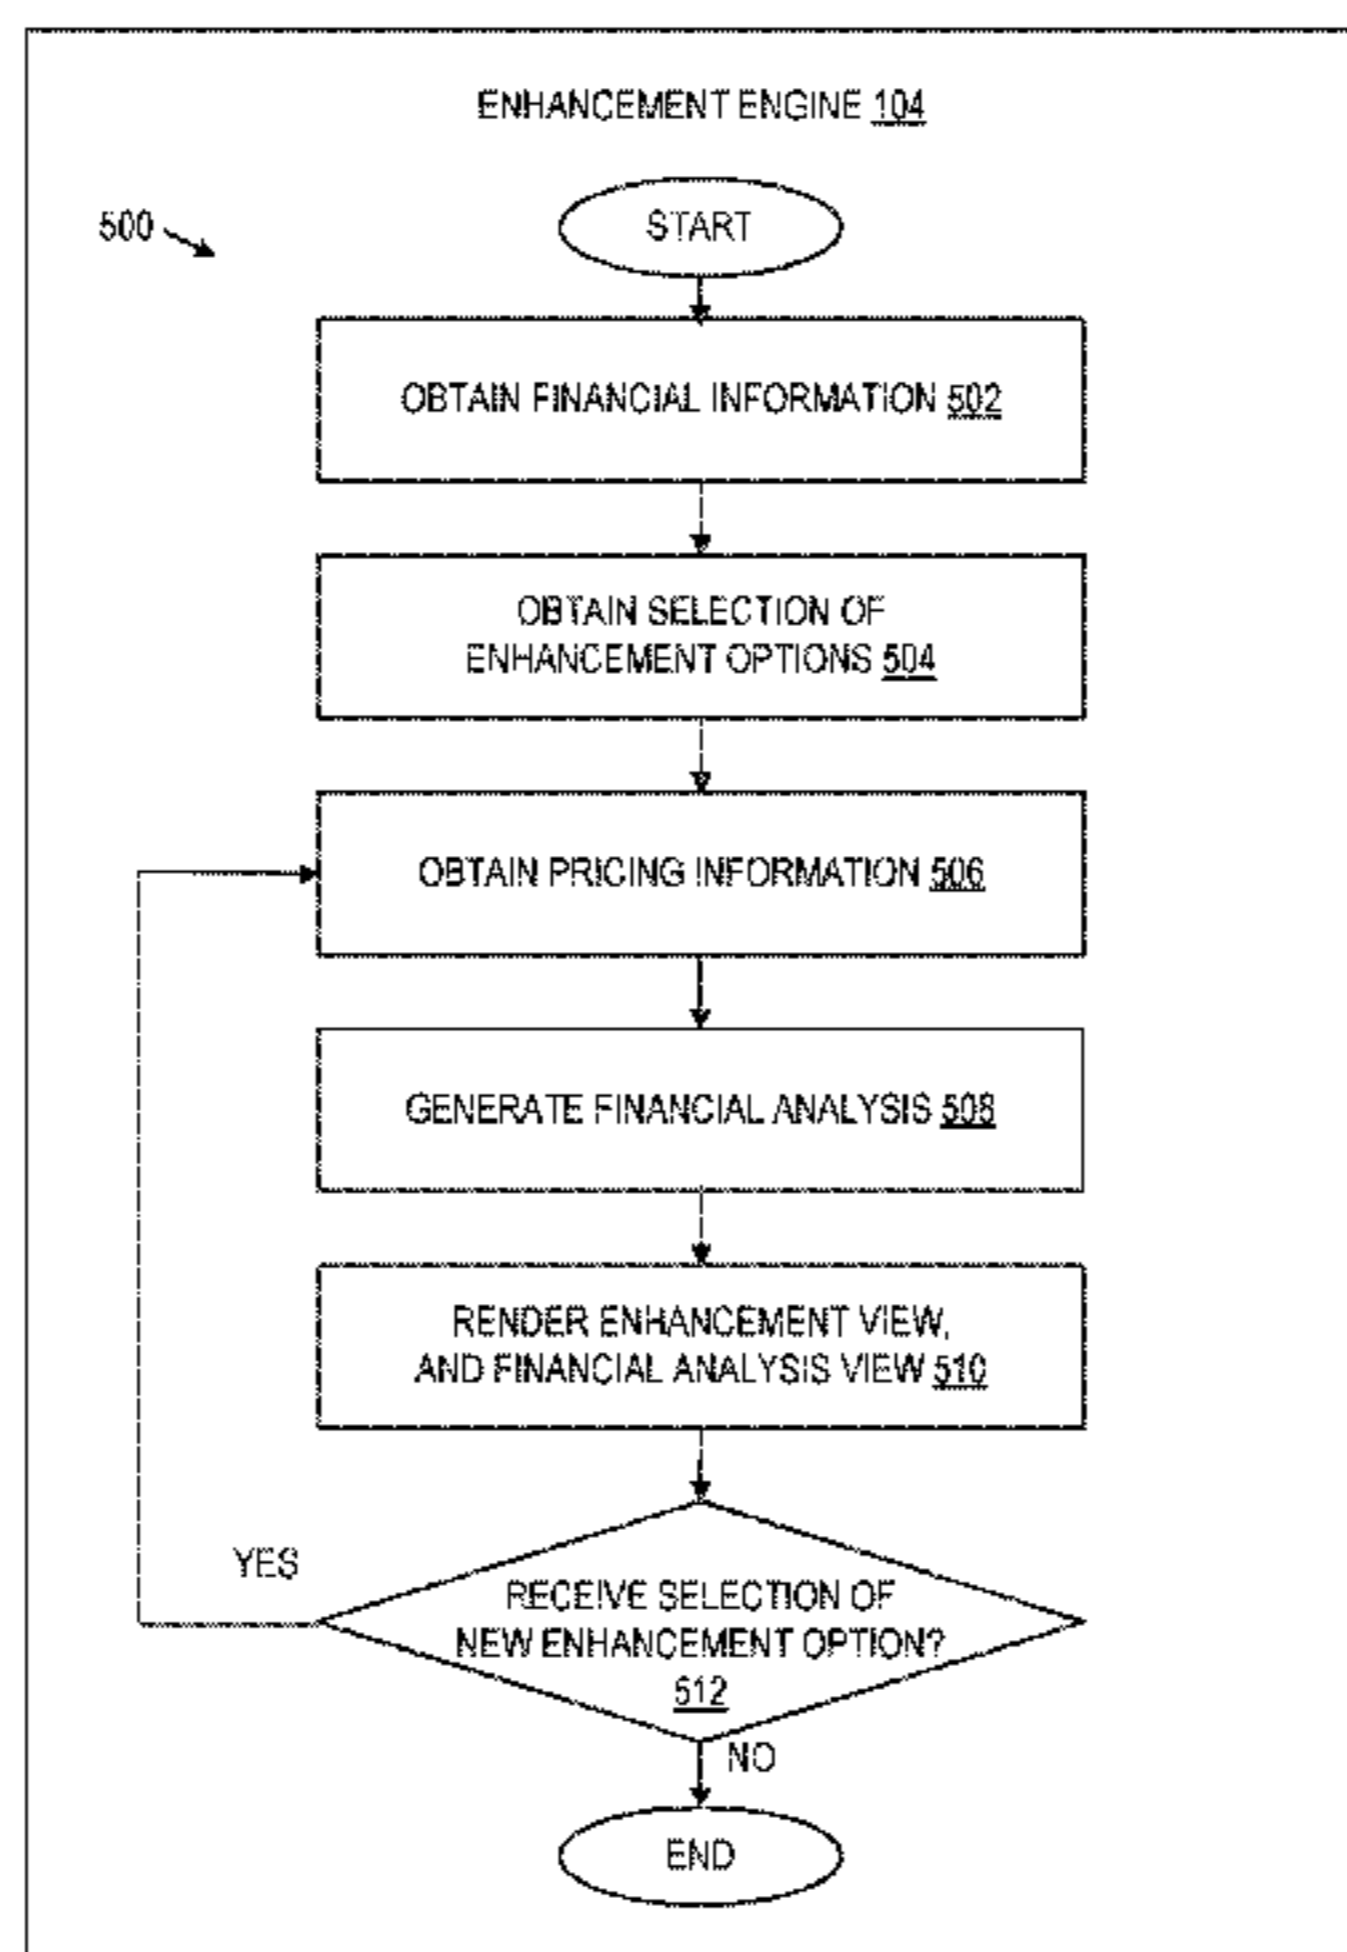 ENHANCEMENT ENGINE 104
500
START
OBTAIN FINANCIAL INFORMATION 502
OBTAIN SELECTION OF
ENHANCEMENT OPTIONS 504
OBTAIN PRICING INFORMATION 506
GENERATE FINANCIAL ANALYSIS 508
RENDER ENHANCEMENT VIEW,
AND FINANCIAL ANALYSIS VIEW 510
YES
RECEIVE SELECTION OF
NEW ENHANCEMENT OPTION?
512
NO
END